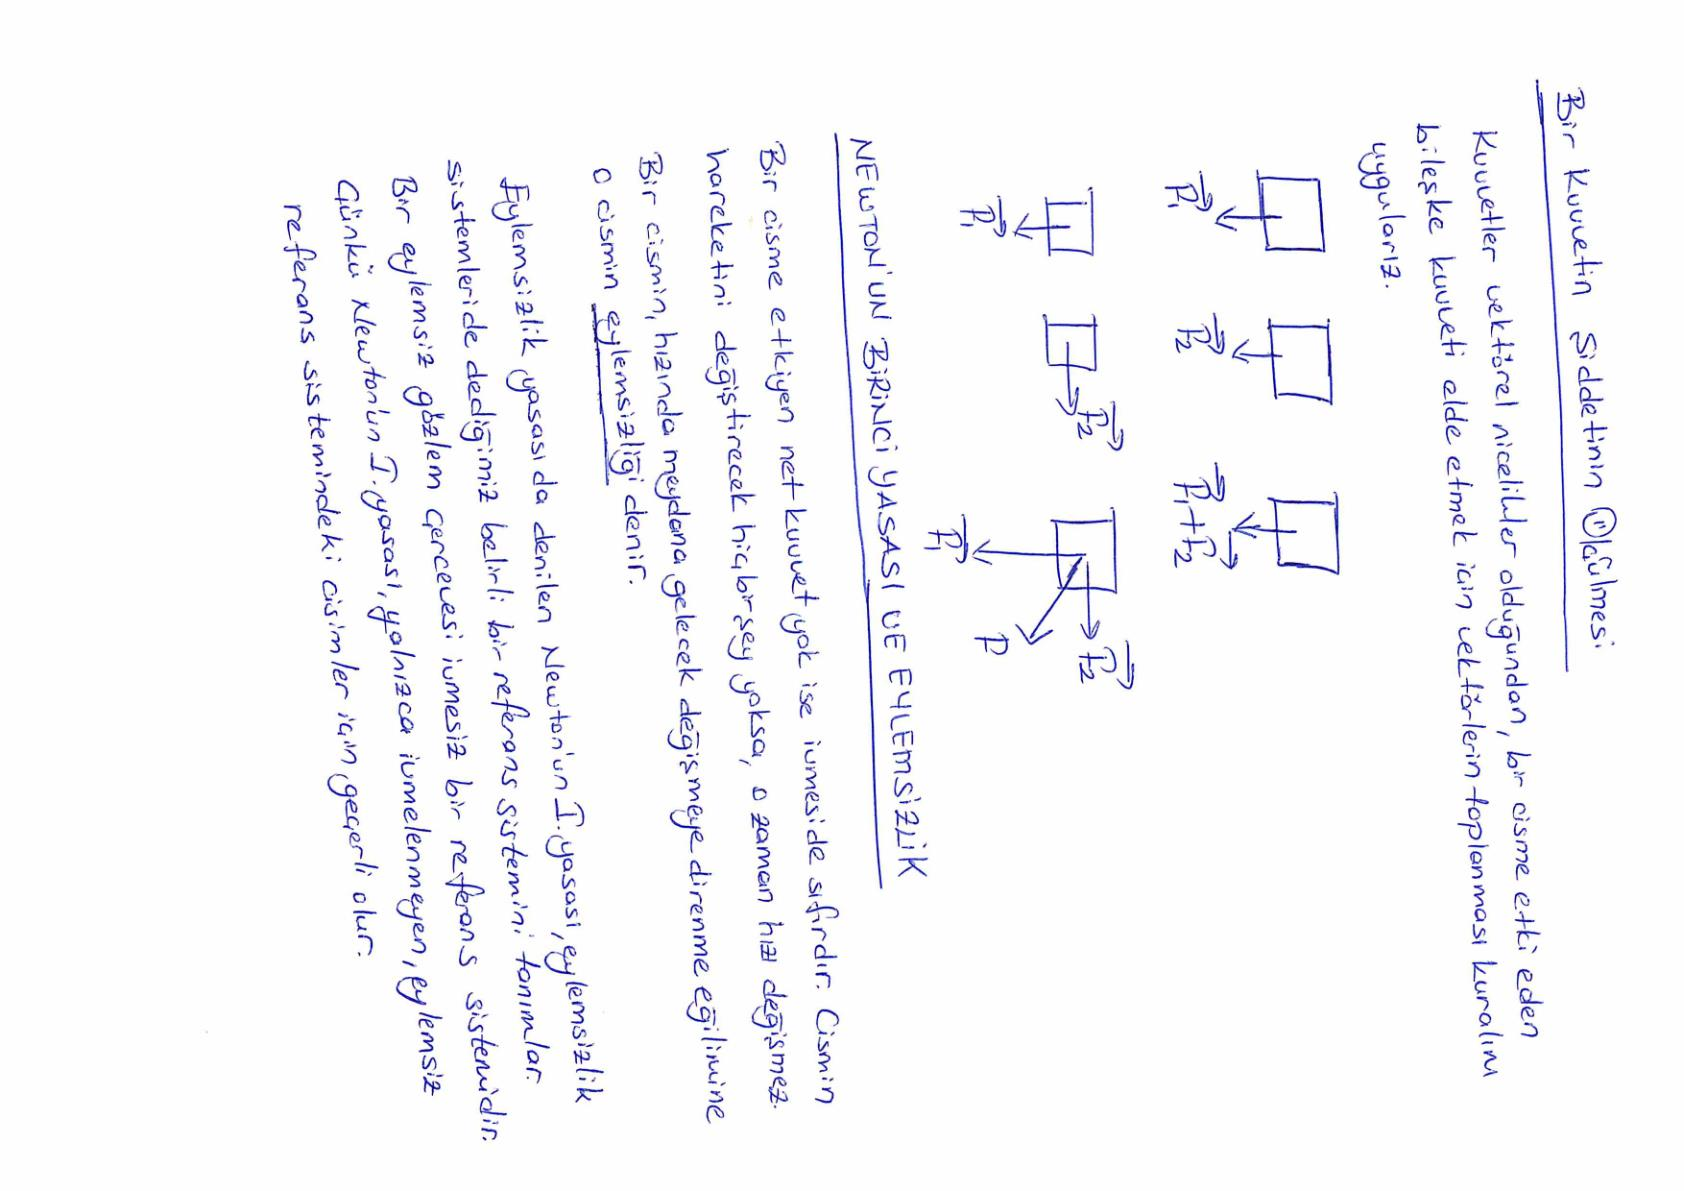 Bir Kuvvetin Şiddetinin Ölçülmesi
Kuvvetler vektörel nicelikler olduğundan, bir cisme etki eden
bileşke kuvveti elde etmek için vektörlerin toplanması kuralını
uygularız.
F₁ F₂ F₁+F₂
F₁ F₂ F₁ F₂ F
NEWTON'UN BİRİNCİ YASASI VE EYLEMSİZLİK
Bir cisme etkiyen net kuvvet yok ise ivmeside sıfırdır. Cismin
hareketini değiştirecek hiçbirşey yoksa, o zaman hızı değişmez.
Bir cismin, hızında meydana gelecek değişmeye direnme eğilimine
o cismin eylemsizliği denir.
Eylemsizlik yasası da denilen Newton'un I. yasası, eylemsizlik
sistemleride dediğimiz belirli bir referans sistemini tanımlar.
Bir eylemsiz gözlem çerçevesi ivmesiz bir referans sistemidir.
Çünkü Newton'un I. yasası, yalnızca ivmelenmeyen, eylemsiz
referans sistemindeki cisimler için geçerli olur.